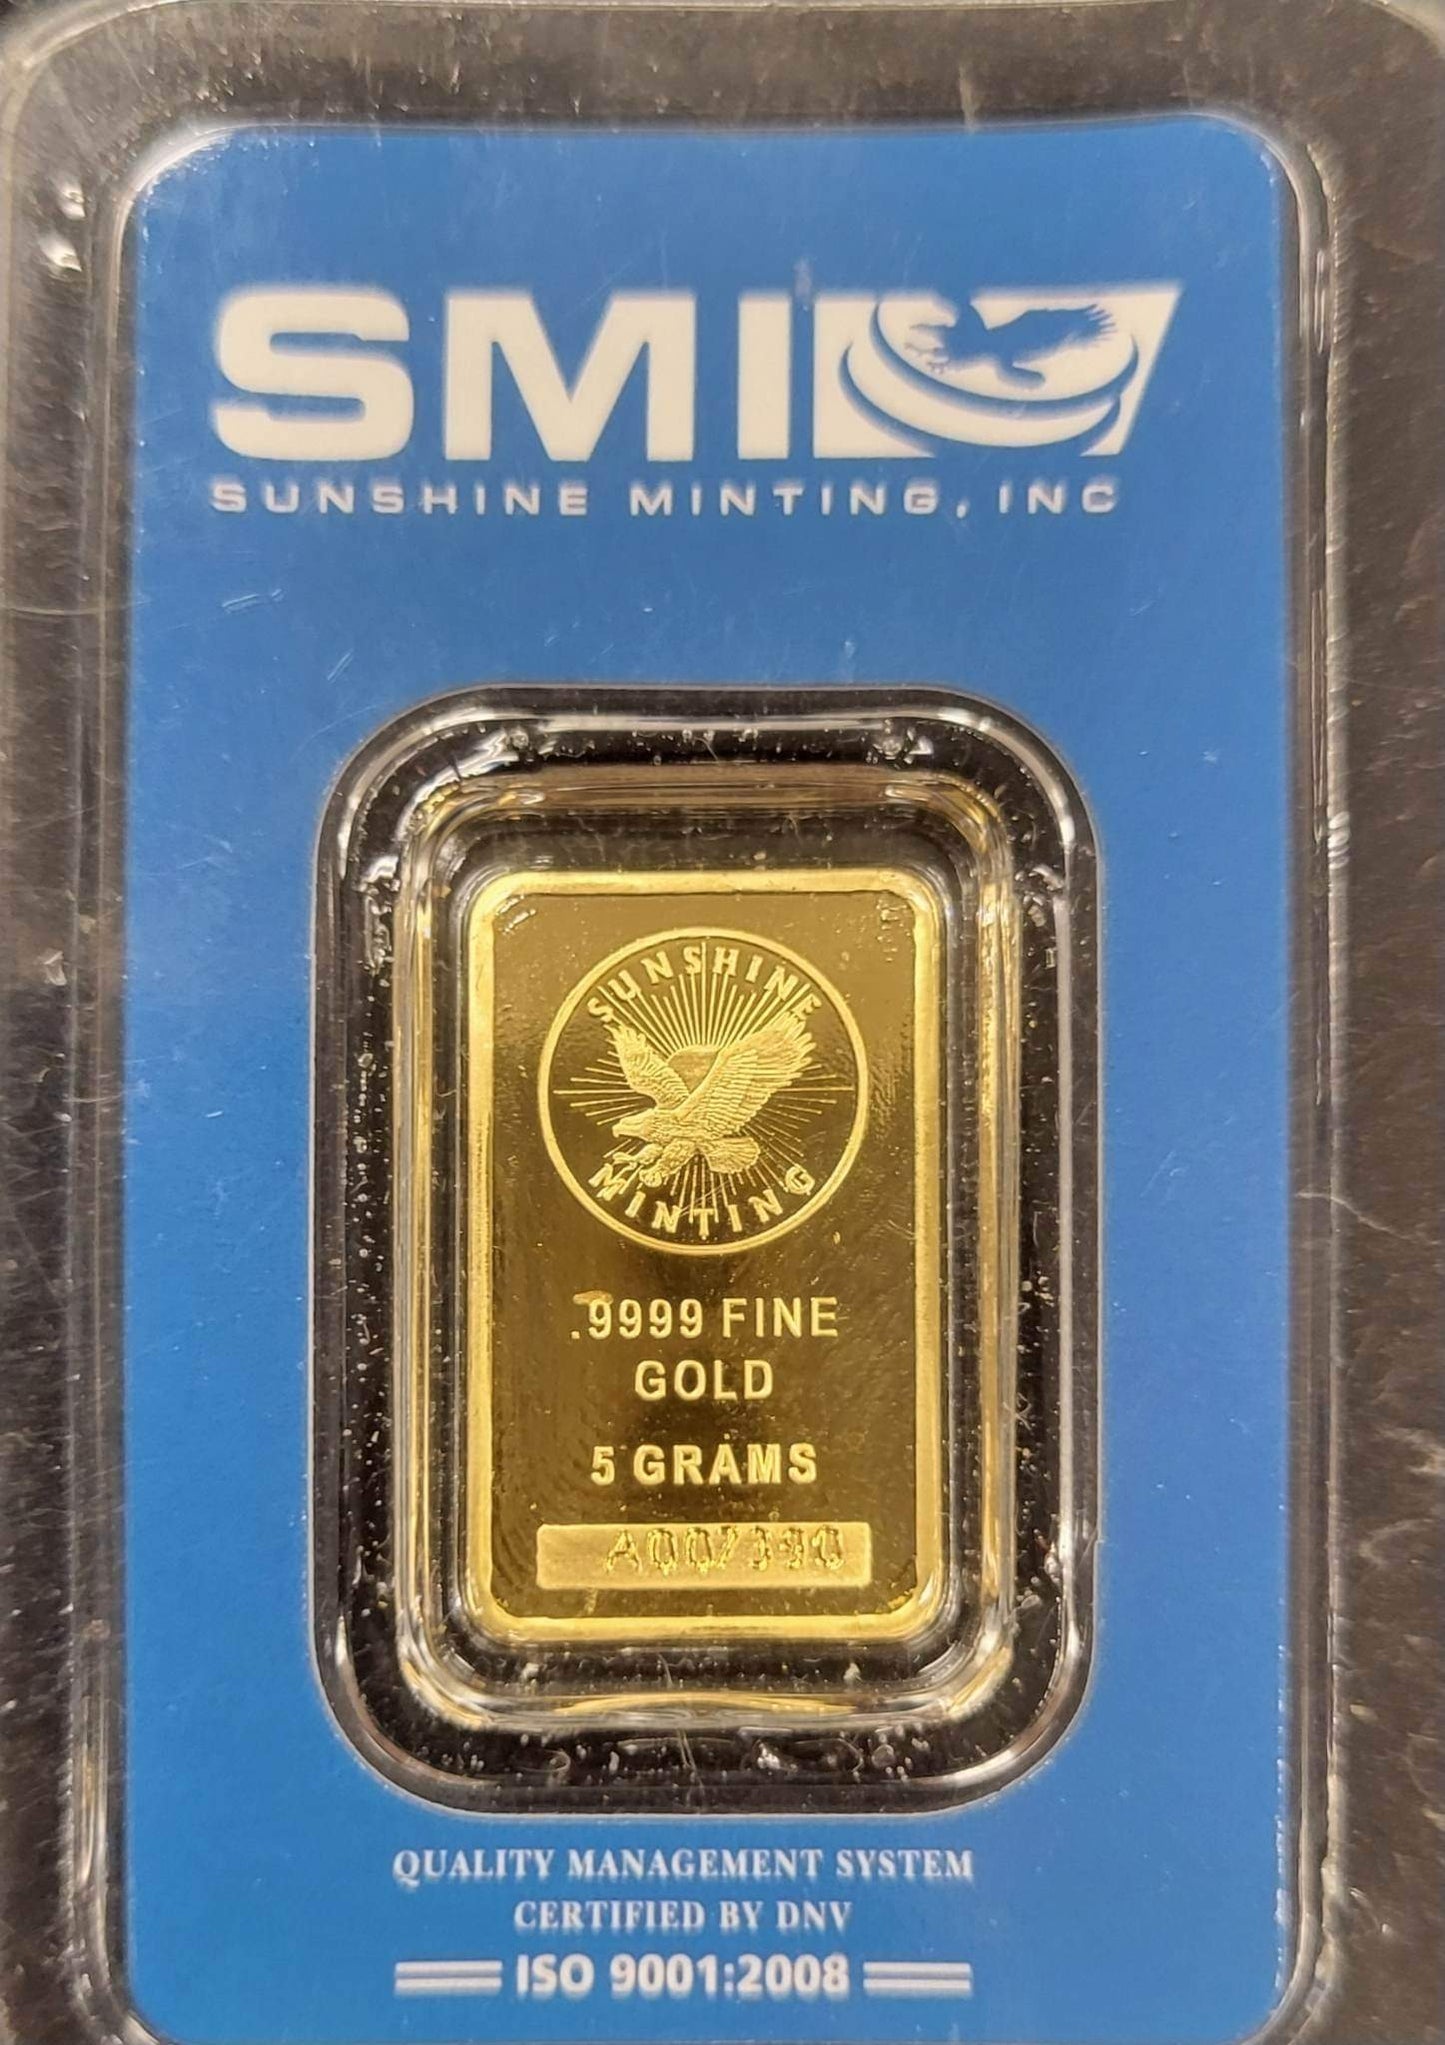 SMI
SUNSHINE MINTING, INC
SUNSHINE
MINTING
.9999 FINE
GOLD
5 GRAMS
QUALITY MANAGEMENT SYSTEM
CERTIFIED BY DNV
ISO 9001:2008